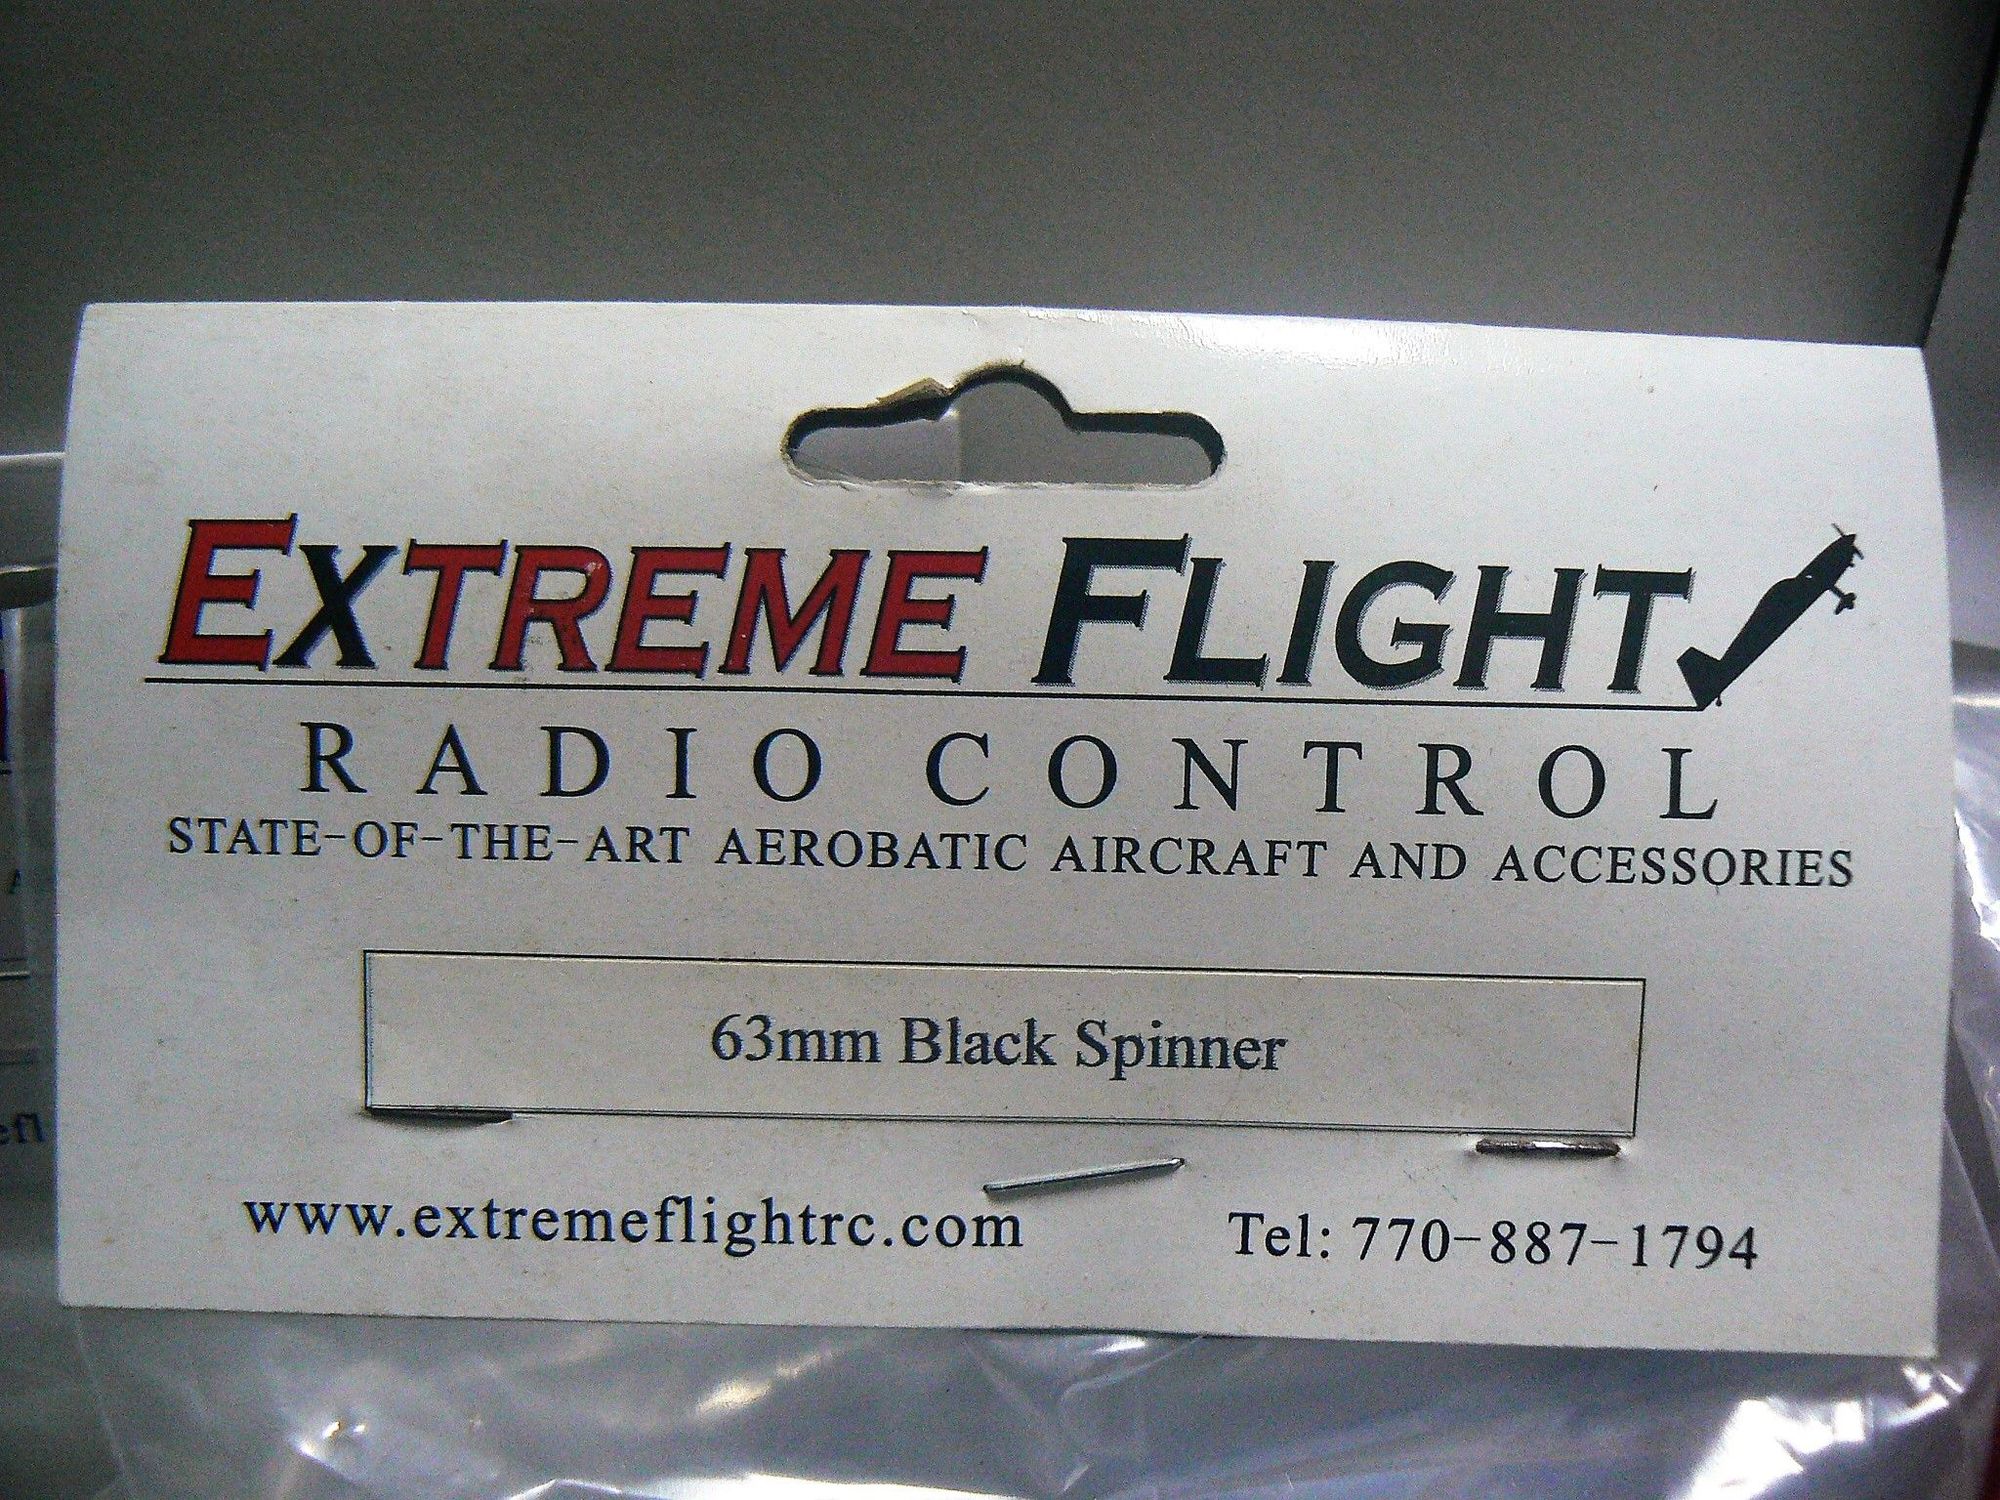 EXTREME FLIGHT
RADIO CONTROL
STATE-OF-THE-ART AEROBATIC AIRCRAFT AND ACCESSORIES
63mm Black Spinner
www.extremeflightrc.com
Tel: 770-887-1794